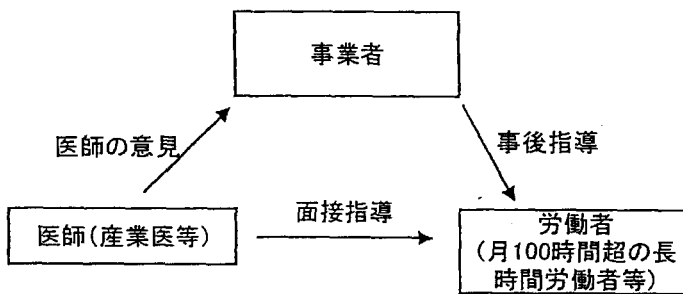 事業者
医師の意見
事後指導
医師(産業医等)
面接指導
労働者
(月100時間超の長
時間労働者等)